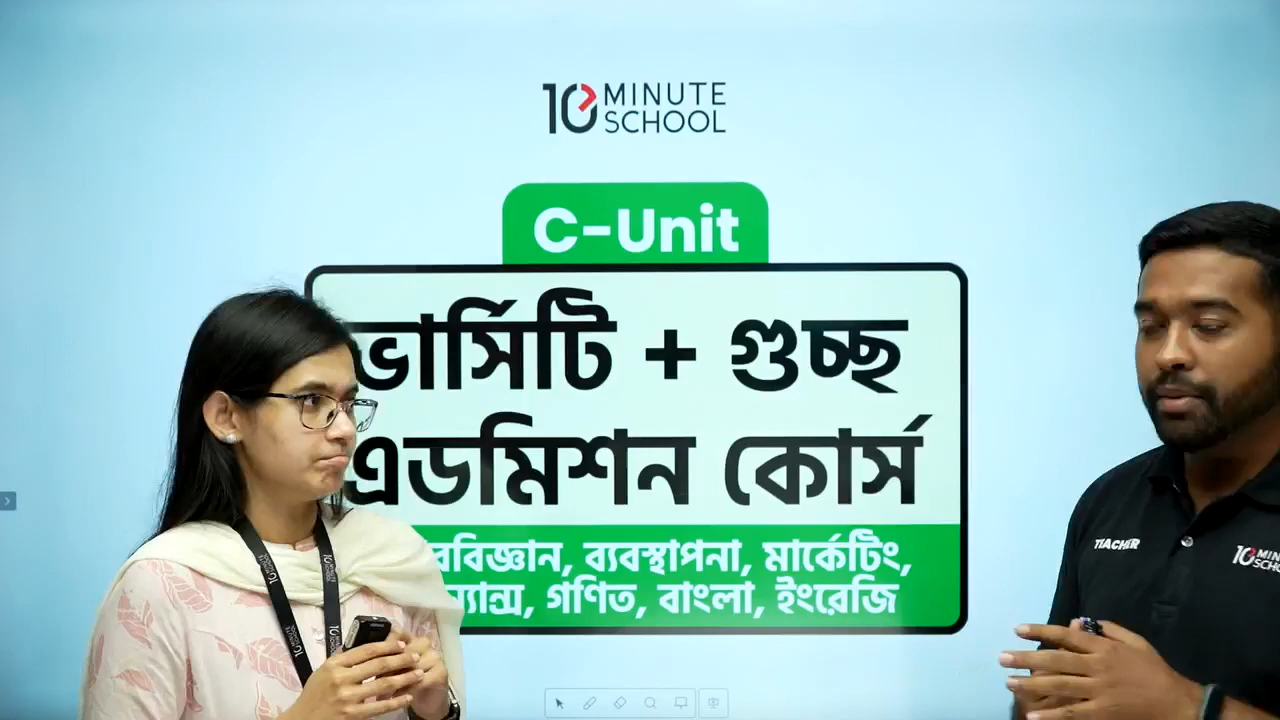 10 MINUTE
SCHOOL
C-Unit
ভার্সিটি + গুচ্ছ
এডমিশন কোর্স
ব্যবস্থাপনা, মার্কেটিং,
গণিত, বাংলা, ইংরেজি
TEACHER
10 MINUTE SCHOOL